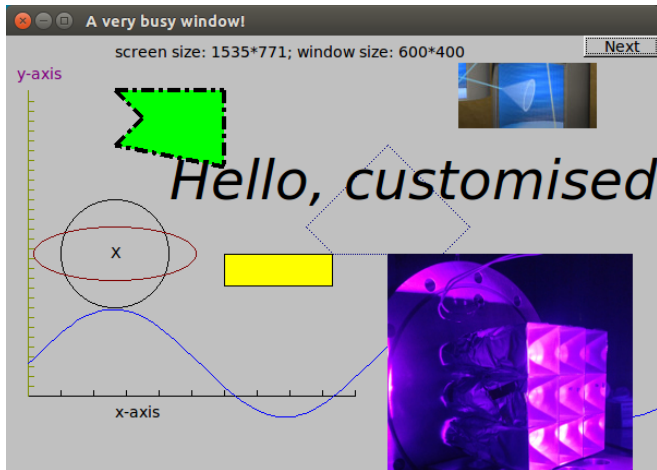 A very busy window!
screen size: 1535*771; window size: 600*400
Next
y-axis
Hello, customised
x
x-axis